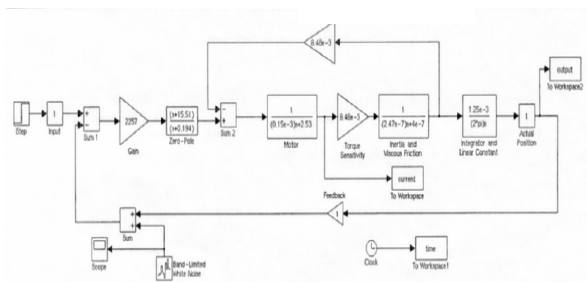 8.48e-3
output
To Workspace2
Step
1
Input
Sum 1
2257
Gain
(s+15.51)
(s+0.194)
Zero-Pole
Sum 2
1
(0.15e-3)s+2.53
Motor
8.48e-3
Torque
Sensitivity
1
(2.47e-7)s+4e-7
Inertia and
Viscous Friction
1.25e-3
(2*pi)s
Integrator and
Linear Constant
1
Actual
Position
current
To Workspace
Feedback
1
Sum
Scope
Band-Limited
White Noise
Clock
time
To Workspace1